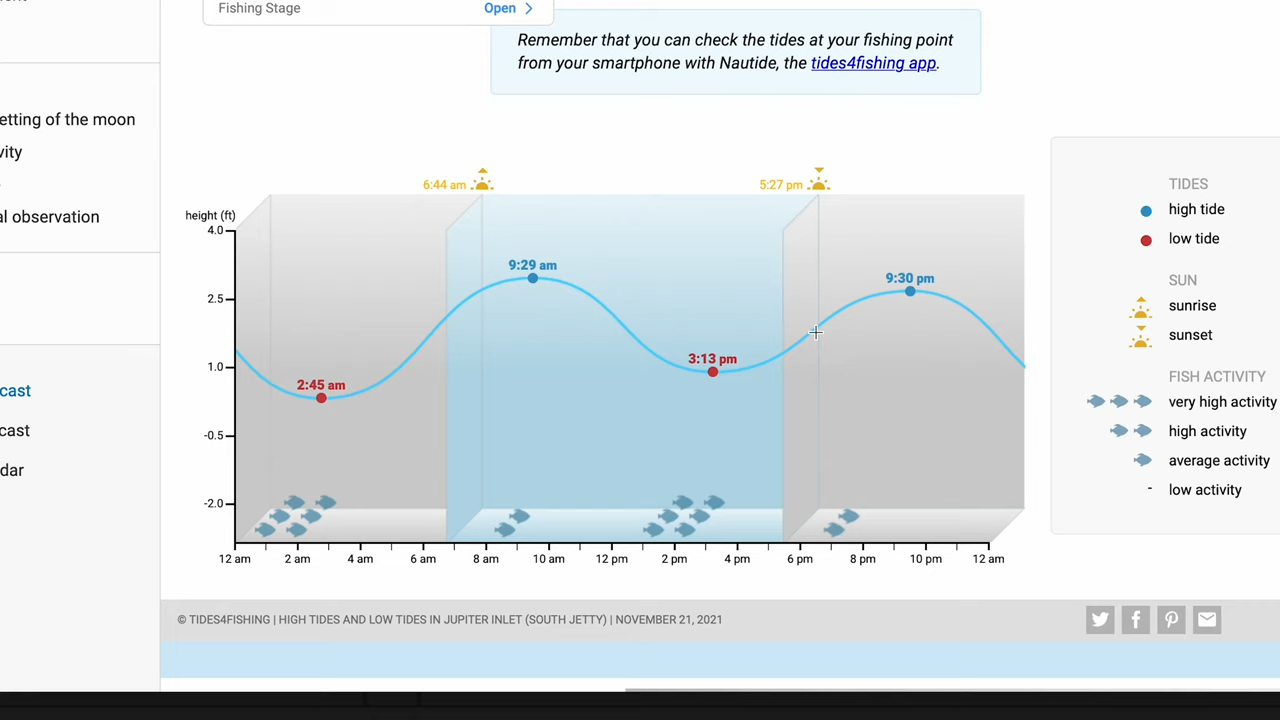 Fishing Stage Open
Remember that you can check the tides at your fishing point
from your smartphone with Nautide, the tides4fishing app.
etting of the moon
vity
al observation
cast
cast
dar
6:44 am
5:27 pm
height (ft)
4.0
2.5
1.0
-0.5
-2.0
9:29 am
9:30 pm
3:13 pm
2:45 am
12 am 2 am 4 am 6 am 8 am 10 am 12 pm 2 pm 4 pm 6 pm 8 pm 10 pm 12 am
TIDES
high tide
low tide
SUN
sunrise
sunset
FISH ACTIVITY
very high activity
high activity
average activity
- low activity
© TIDES4FISHING | HIGH TIDES AND LOW TIDES IN JUPITER INLET (SOUTH JETTY) | NOVEMBER 21, 2021